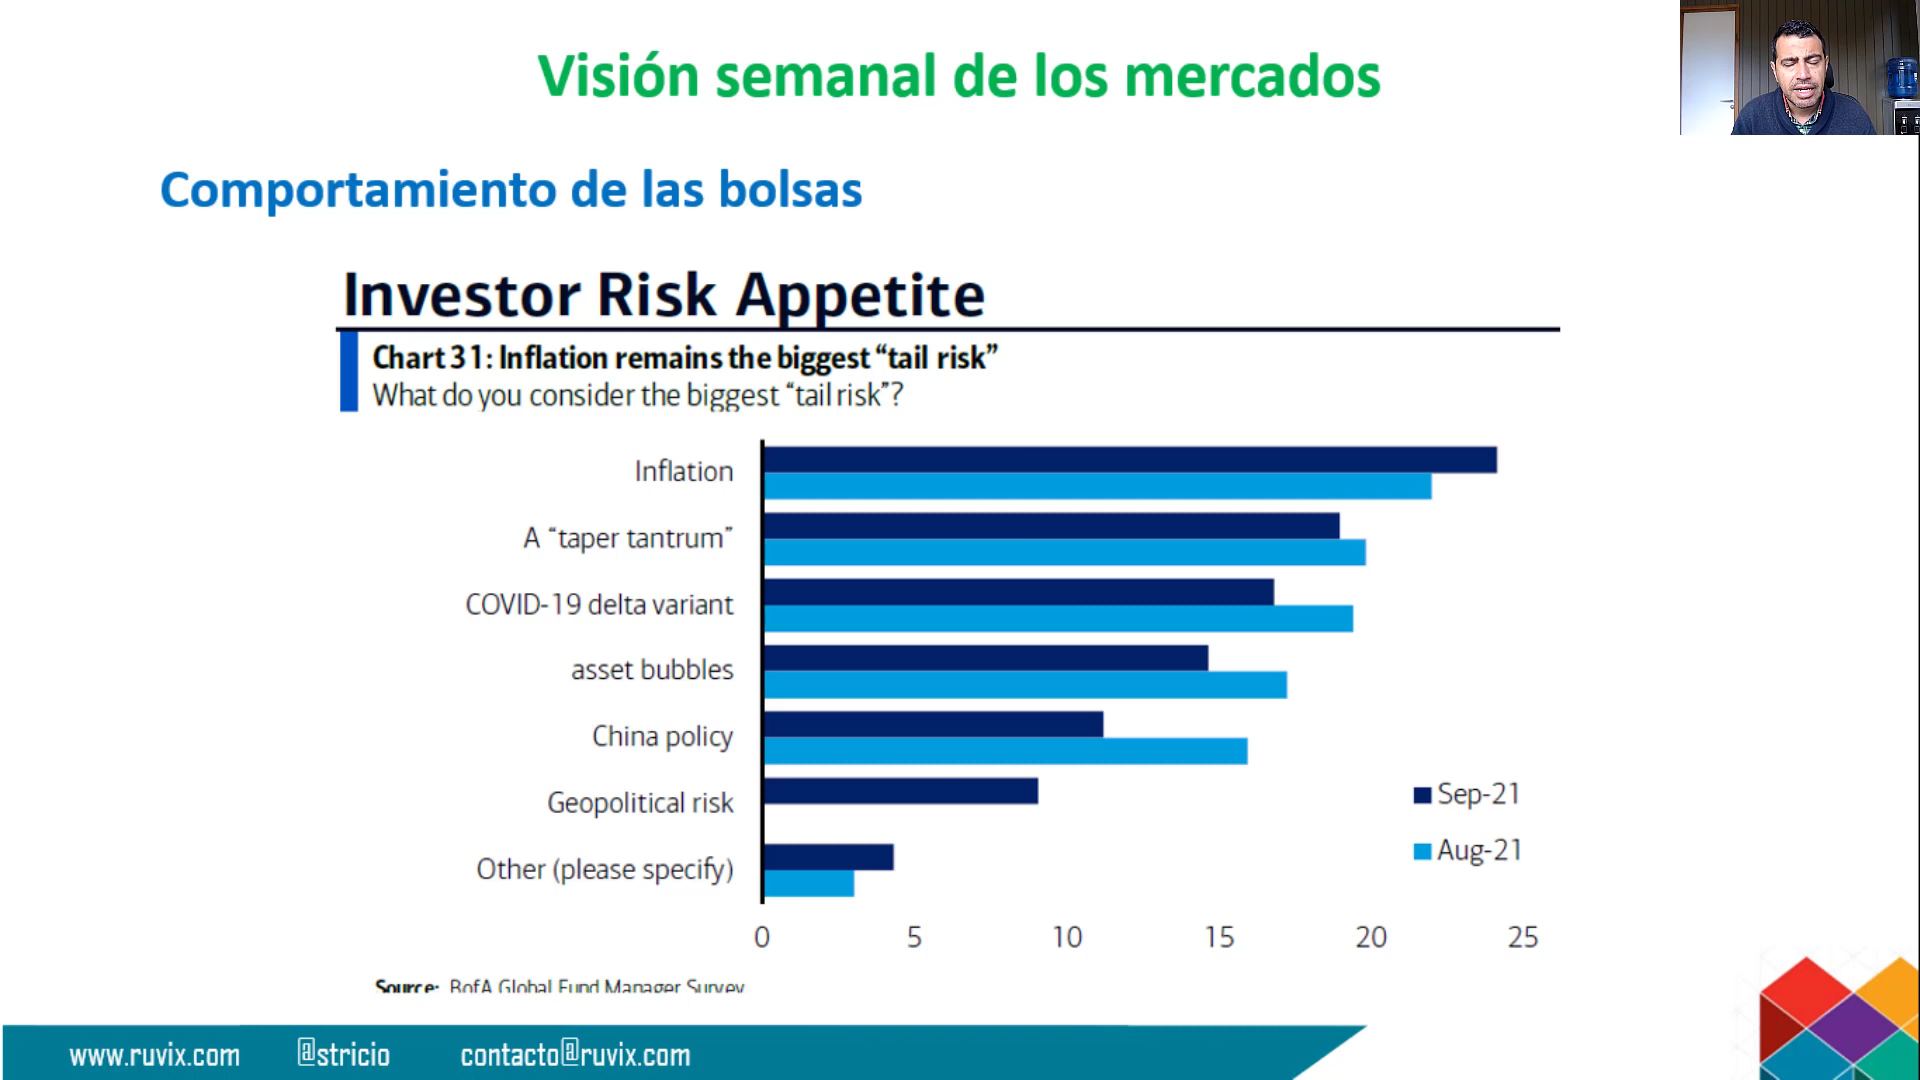 Visión semanal de los mercados
Comportamiento de las bolsas
Investor Risk Appetite
Chart 31: Inflation remains the biggest “tail risk”
What do you consider the biggest “tail risk”?
Inflation
A “taper tantrum”
COVID-19 delta variant
asset bubbles
China policy
Geopolitical risk
Other (please specify)
Sep-21
Aug-21
0 5 10 15 20 25
Source: BofA Global Fund Manager Survey
www.ruvix.com @stricio contacto@ruvix.com